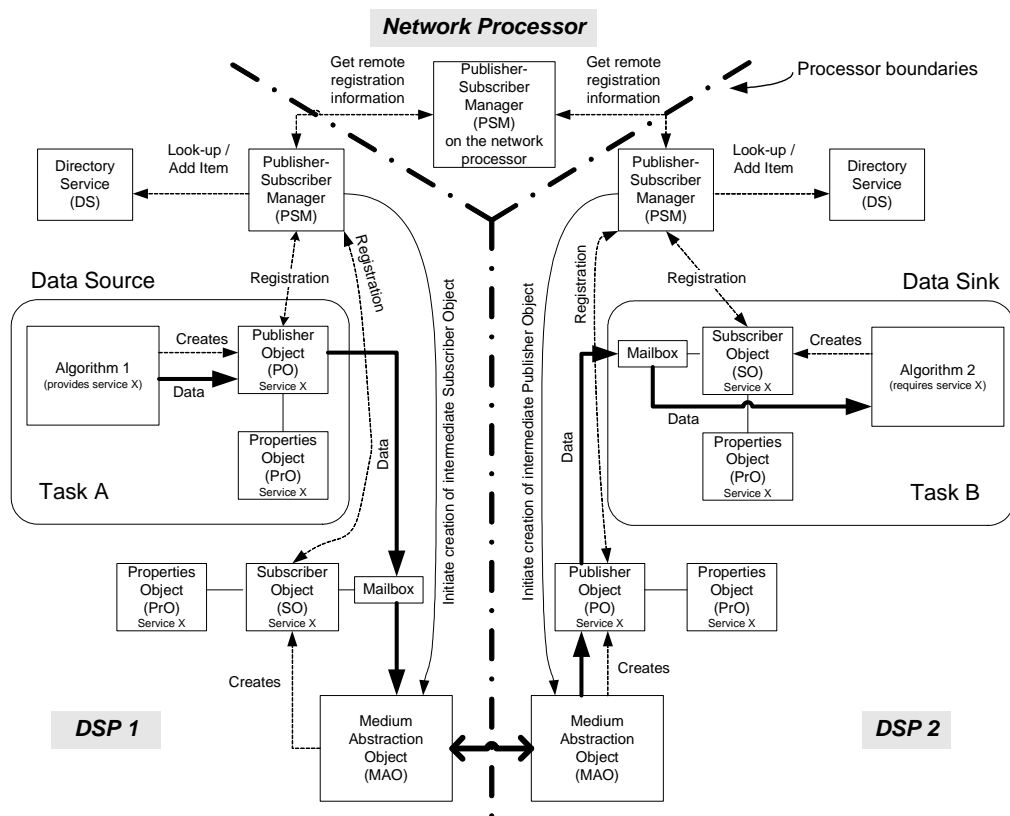 Network Processor
Get remote
registration
information
Publisher-
Subscriber
Manager
(PSM)
on the network
processor
Get remote
registration
information
Processor boundaries
Directory
Service
(DS)
Look-up /
Add Item
Publisher-
Subscriber
Manager
(PSM)
Publisher-
Subscriber
Manager
(PSM)
Look-up /
Add Item
Directory
Service
(DS)
Registration
Registration
Registration
Registration
Initiate creation of intermediate Subscriber Object
Initiate creation of intermediate Publisher Object
Data Source
Algorithm 1
(provides service X)
Creates
Data
Publisher
Object
(PO)
Service X
Properties
Object
(PrO)
Service X
Task A
Data
Data Sink
Mailbox
Subscriber
Object
(SO)
Service X
Creates
Algorithm 2
(requires service X)
Data
Data
Properties
Object
(PrO)
Service X
Task B
Properties
Object
(PrO)
Service X
Subscriber
Object
(SO)
Service X
Mailbox
Publisher
Object
(PO)
Service X
Properties
Object
(PrO)
Service X
Creates
Creates
DSP 1
Medium
Abstraction
Object
(MAO)
Medium
Abstraction
Object
(MAO)
DSP 2